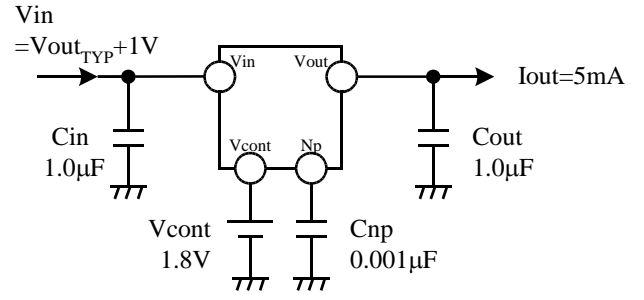 Vin
=VoutTYP+1V
Vin
Vout
Iout=5mA
Cin
1.0μF
Vcont
Np
Cout
1.0μF
Vcont
1.8V
Cnp
0.001μF